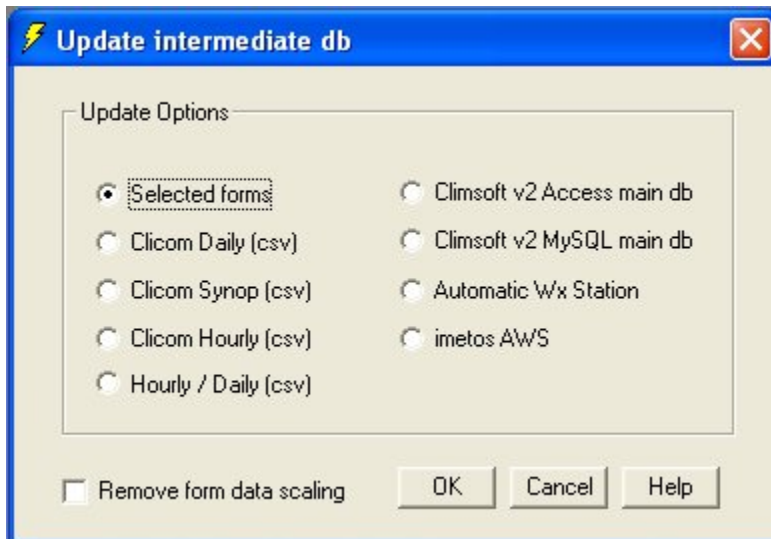 Update intermediate db
Update Options
Selected forms
Clicom Daily (csv)
Clicom Synop (csv)
Clicom Hourly (csv)
Hourly / Daily (csv)
Climsoft v2 Access main db
Climsoft v2 MySQL main db
Automatic Wx Station
imetos AWS
Remove form data scaling
OK
Cancel
Help